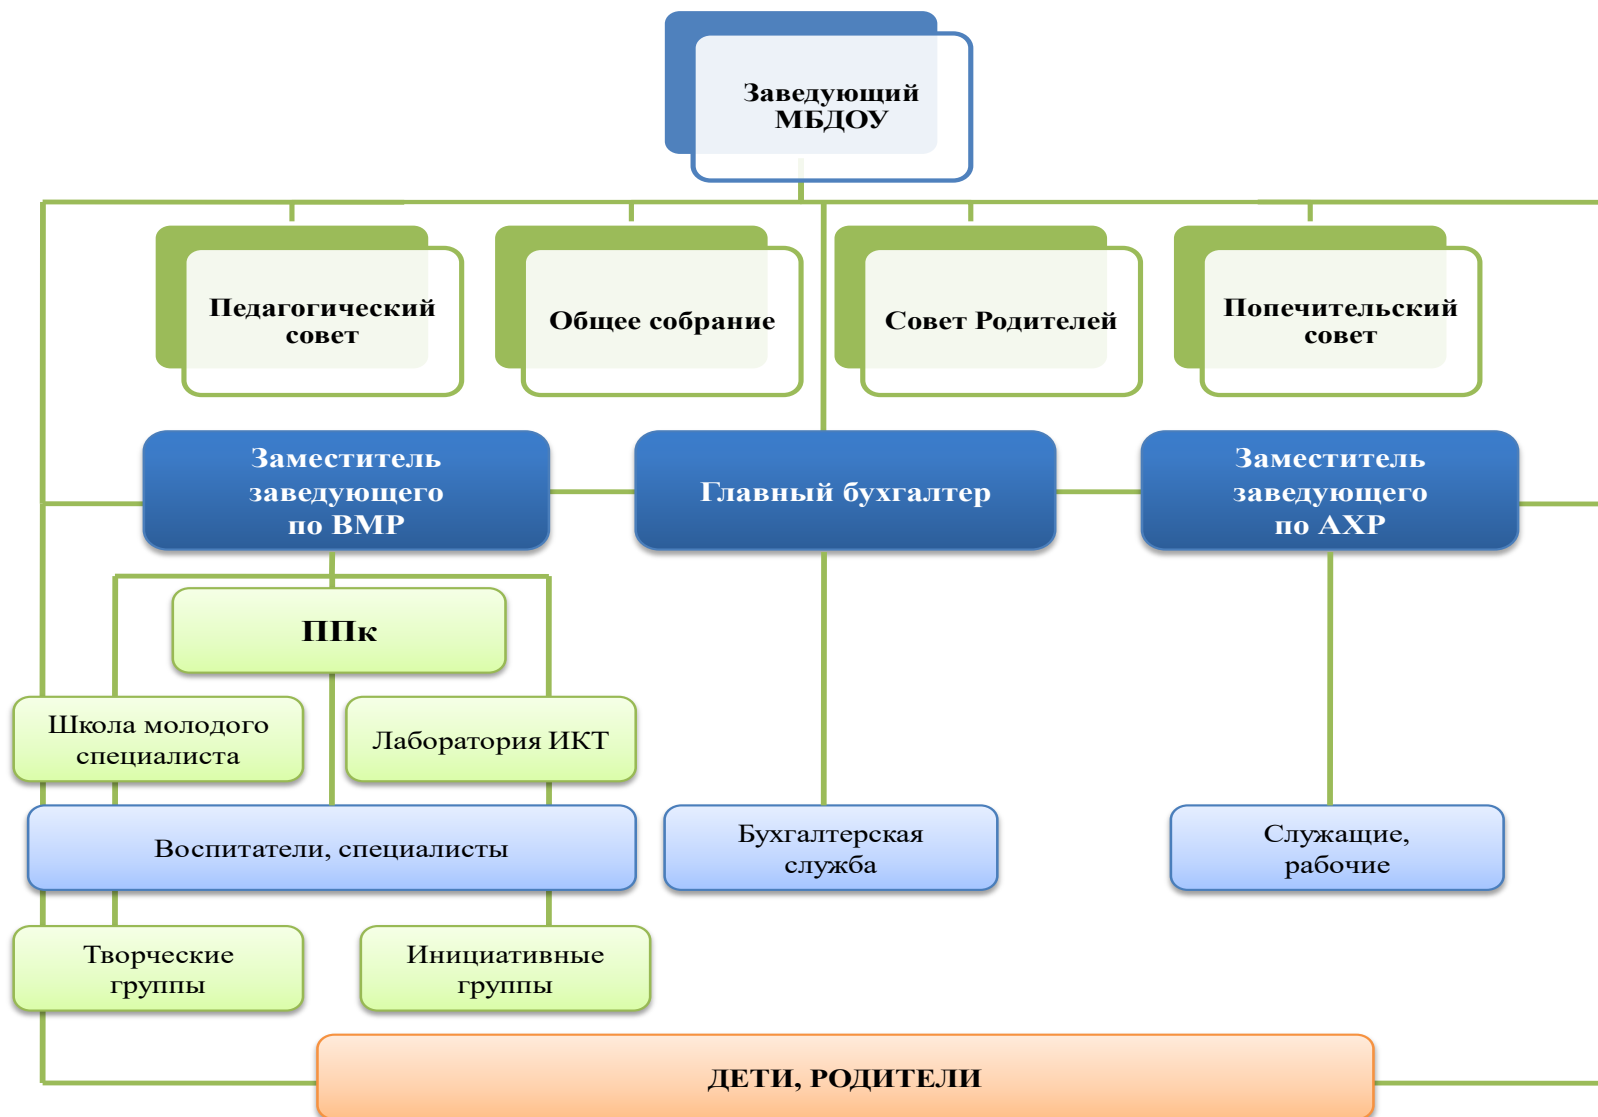 Заведующий
МБДОУ
Педагогический
совет
Общее собрание
Совет Родителей
Попечительский
совет
Заместитель
заведующего
по ВМР
Главный бухгалтер
Заместитель
заведующего
по АХР
ППк
Школа молодого
специалиста
Лаборатория ИКТ
Воспитатели, специалисты
Бухгалтерская
служба
Служащие,
рабочие
Творческие
группы
Инициативные
группы
ДЕТИ, РОДИТЕЛИ